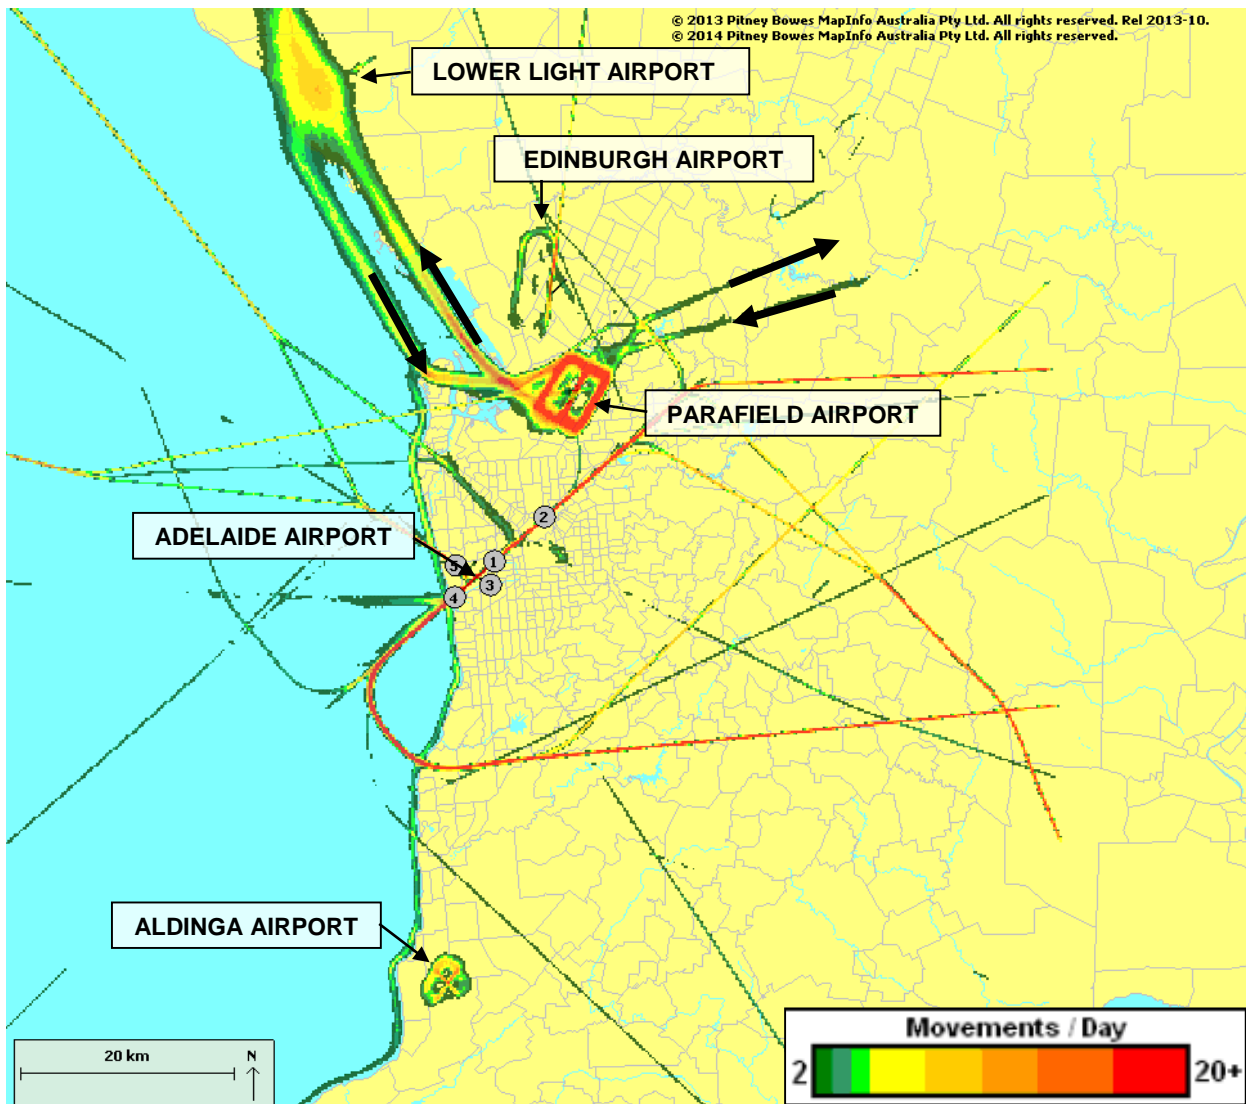 © 2013 Pitney Bowes MapInfo Australia Pty Ltd. All rights reserved. Rel 2013-10.
© 2014 Pitney Bowes MapInfo Australia Pty Ltd. All rights reserved.
LOWER LIGHT AIRPORT
EDINBURGH AIRPORT
PARAFIELD AIRPORT
2
ADELAIDE AIRPORT
1
5
3
4
ALDINGA AIRPORT
20 km
N
Movements / Day
2
20+